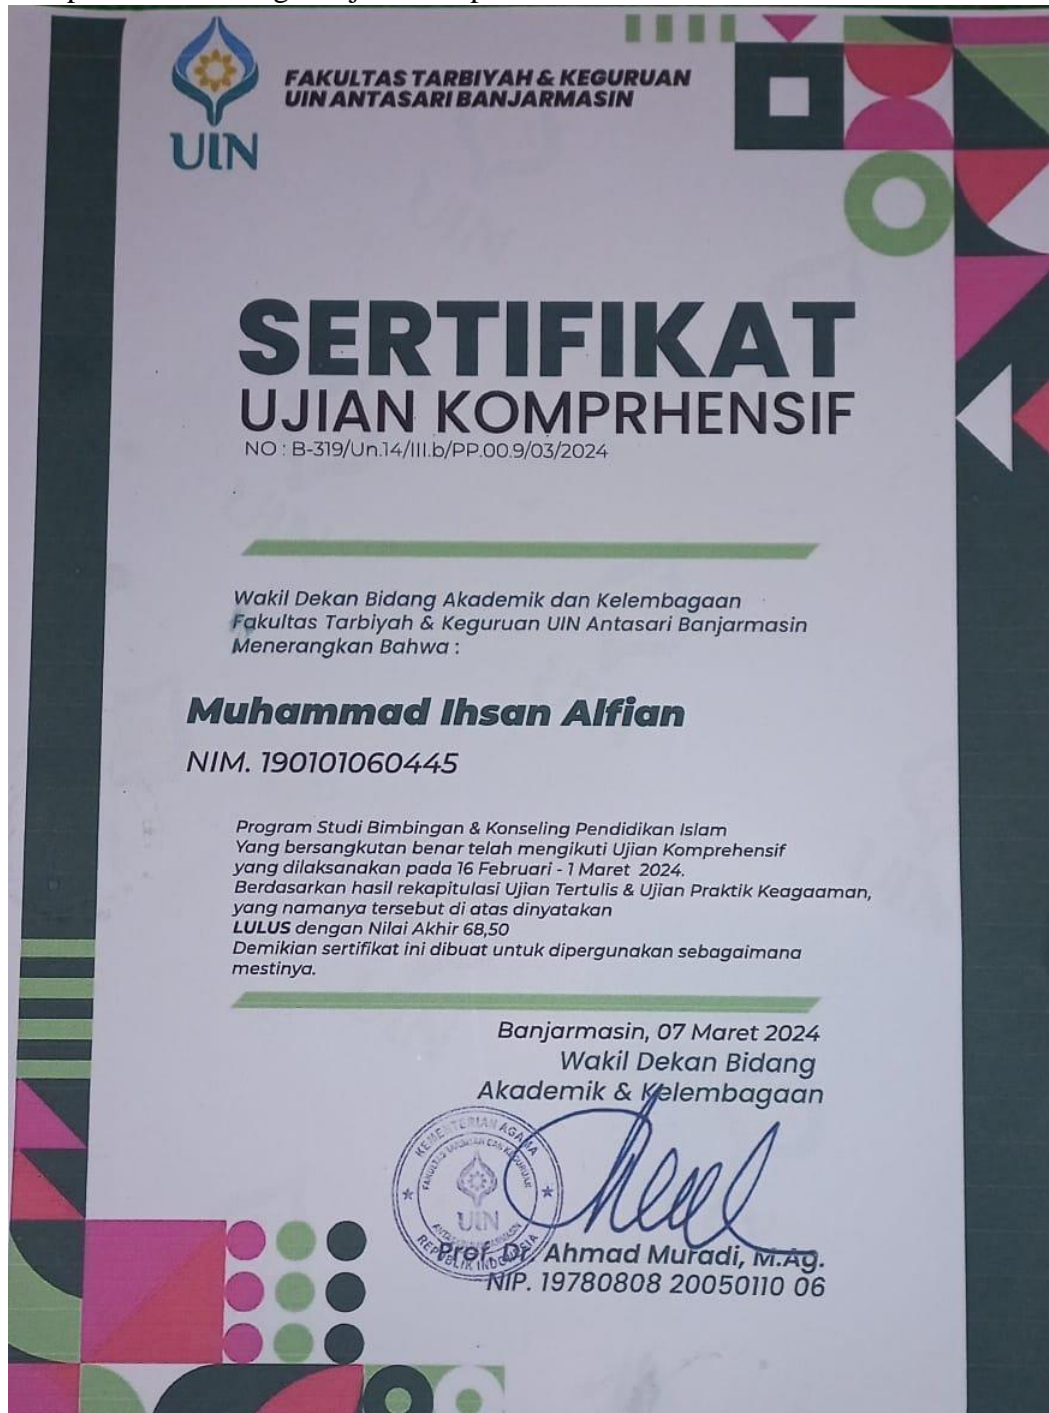 FAKULTAS TARBIYAH & KEGURUAN
UIN ANTASARI BANJARMASIN
UIN
SERTIFIKAT
UJIAN KOMPRHENSIF
NO : B-319/Un.14/III.b/PP.00.9/03/2024
Wakil Dekan Bidang Akademik dan Kelembagaan
Fakultas Tarbiyah & Keguruan UIN Antasari Banjarmasin
Menerangkan Bahwa :
Muhammad Ihsan Alfian
NIM. 190101060445
Program Studi Bimbingan & Konseling Pendidikan Islam
Yang bersangkutan benar telah mengikuti Ujian Komprehensif
yang dilaksanakan pada 16 Februari - 1 Maret 2024.
Berdasarkan hasil rekapitulasi Ujian Tertulis & Ujian Praktik Keagaaman,
yang namanya tersebut di atas dinyatakan
LULUS dengan Nilai Akhir 68,50
Demikian sertifikat ini dibuat untuk dipergunakan sebagaimana
mestinya.
Banjarmasin, 07 Maret 2024
Wakil Dekan Bidang
Akademik & Kelembagaan
KEMENTERIAN AGAMA
FAKULTAS TARBIYAH DAN KEGURUAN
UIN
REPUBLIK INDONESIA
Prof. Dr. Ahmad Muradi, M.Ag.
NIP. 19780808 20050110 06